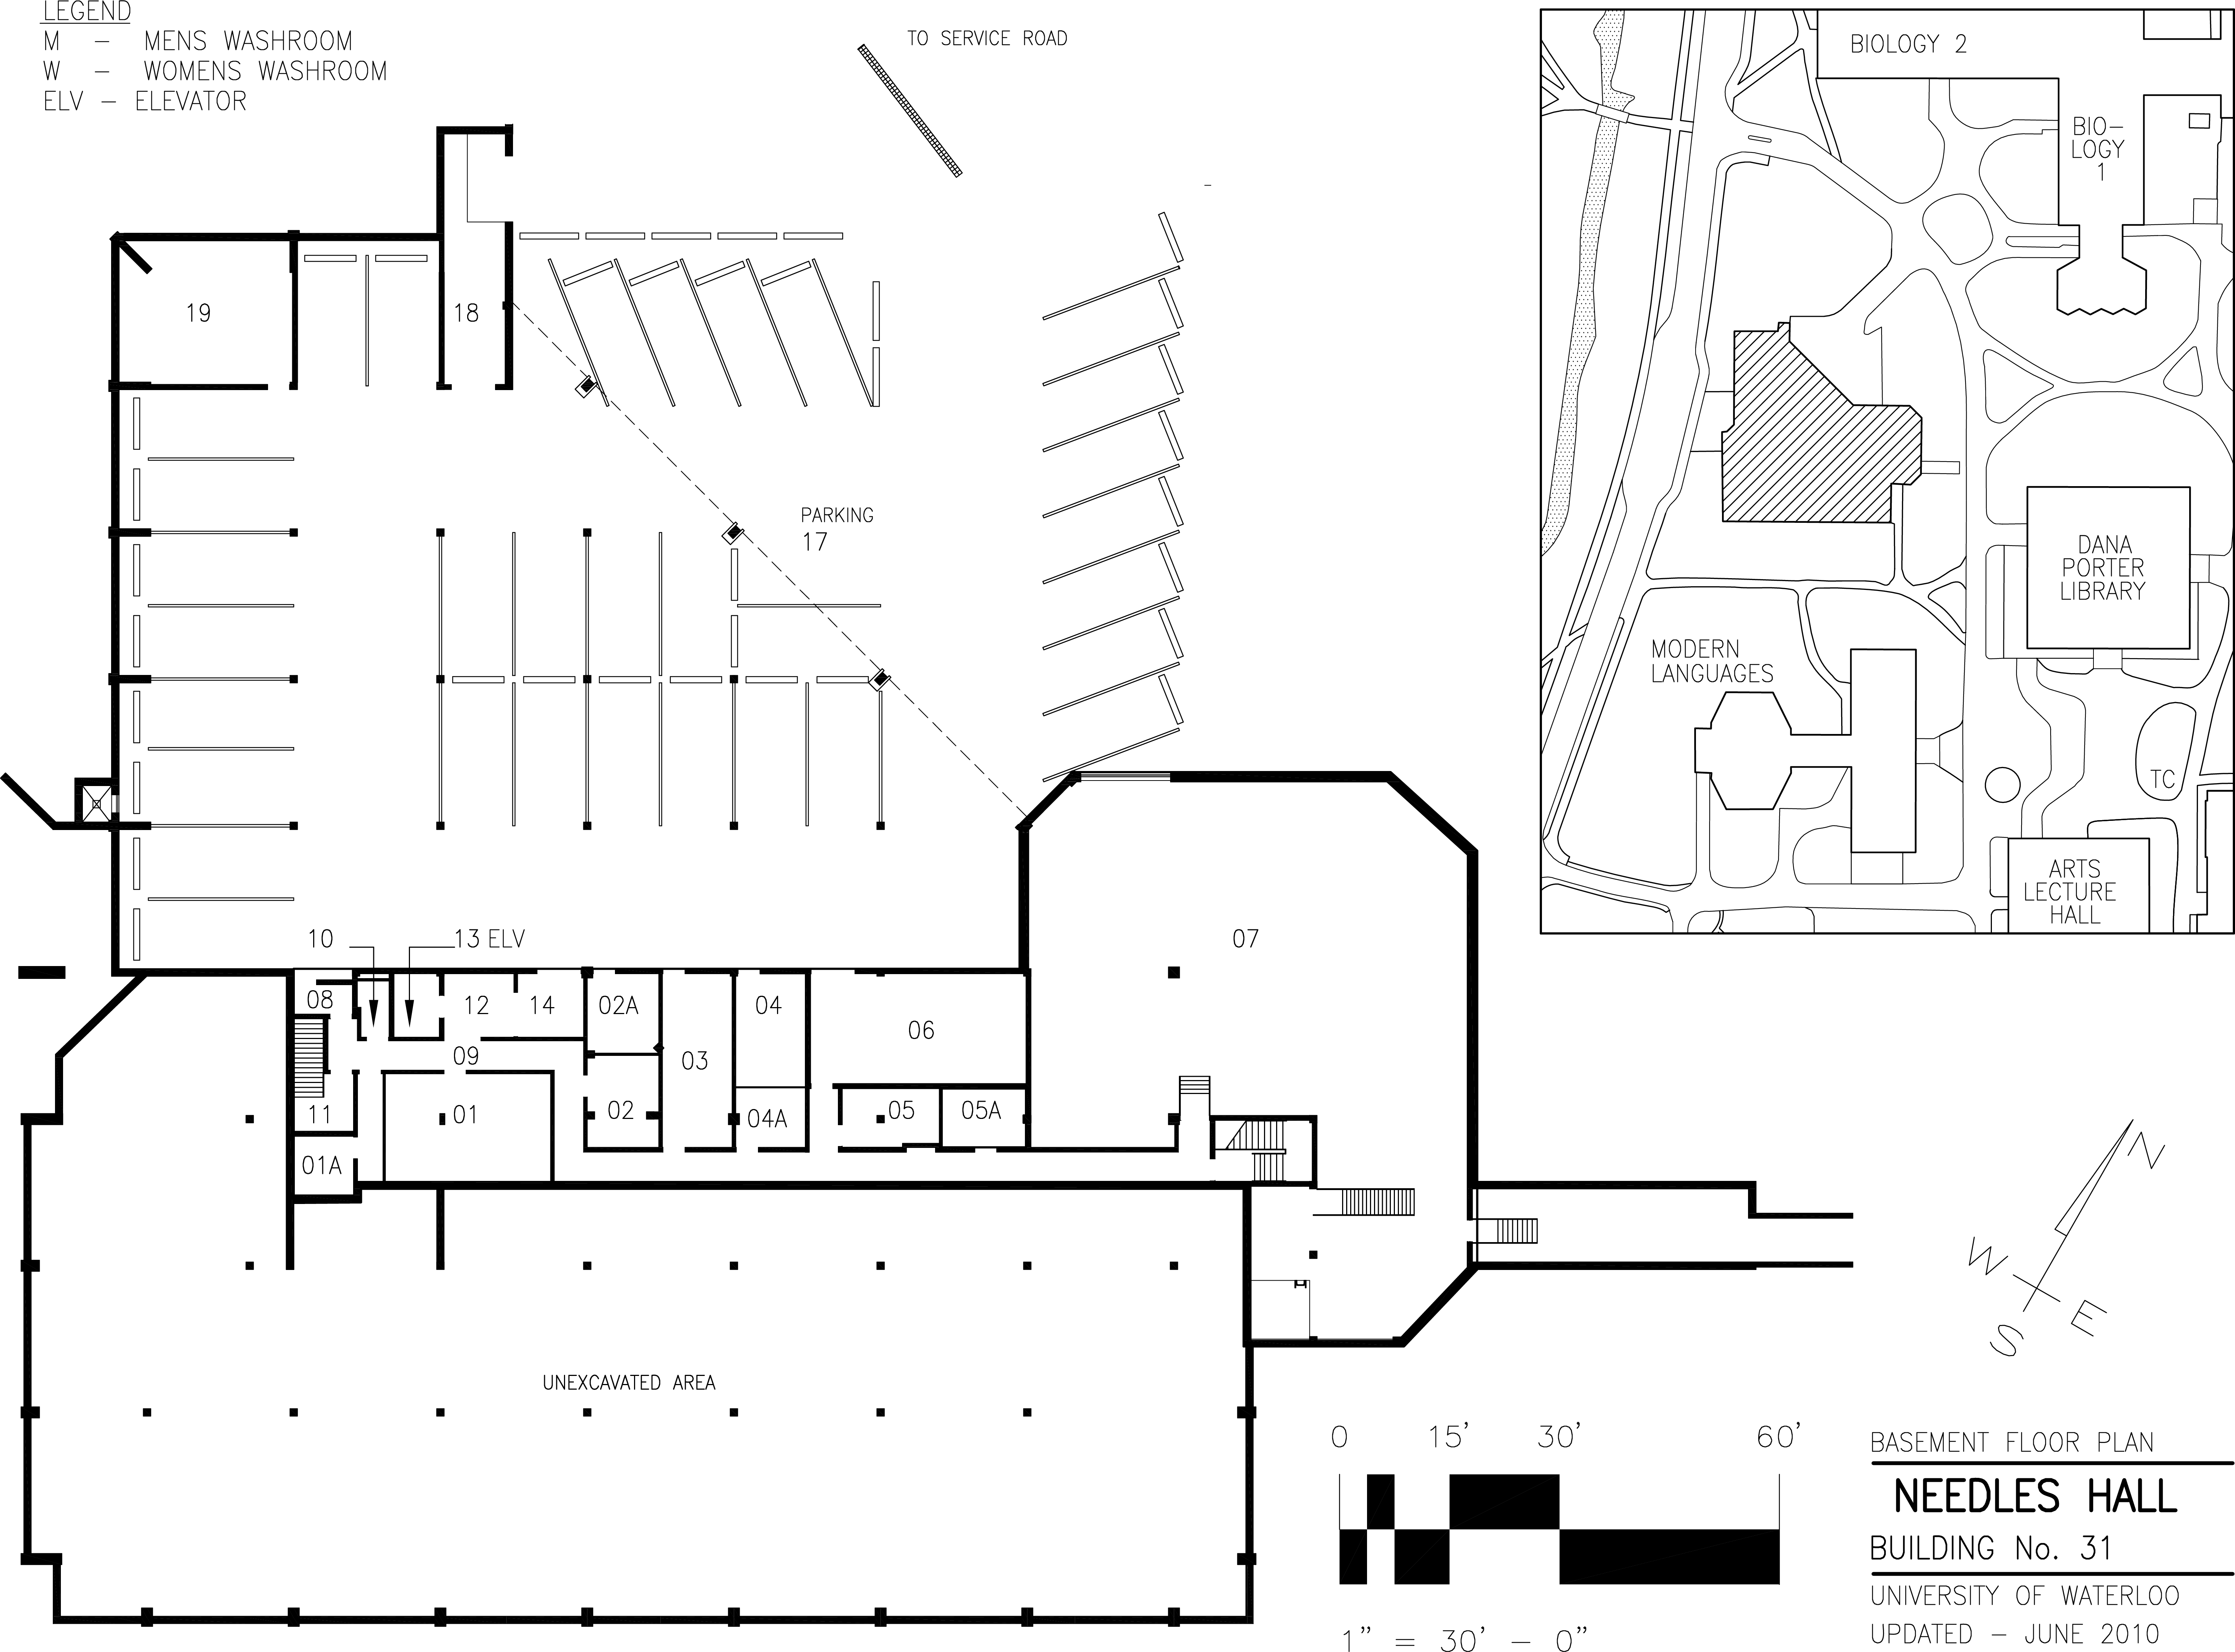 LEGEND
M – MENS WASHROOM
W – WOMENS WASHROOM
ELV – ELEVATOR
TO SERVICE ROAD
BIOLOGY 2
BIO–
LOGY
1
19
18
PARKING
17
DANA
PORTER
LIBRARY
MODERN
LANGUAGES
TC
ARTS
LECTURE
HALL
10
13 ELV
07
08
12
14
02A
04
06
09
03
11
01
02
04A
05
05A
01A
N
W
E
S
UNEXCAVATED AREA
0 15' 30' 60'
1" = 30' – 0"
BASEMENT FLOOR PLAN
NEEDLES HALL
BUILDING No. 31
UNIVERSITY OF WATERLOO
UPDATED – JUNE 2010